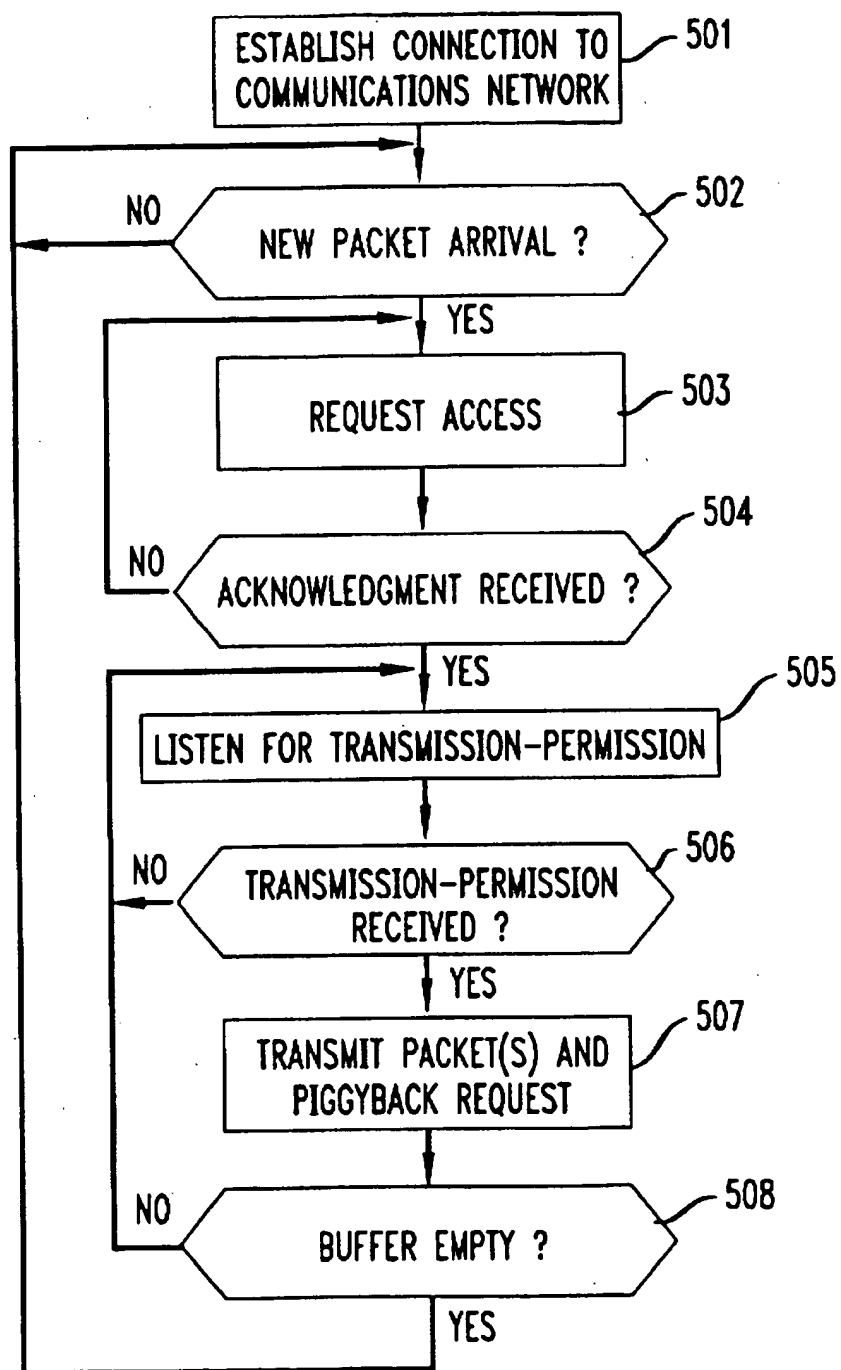 ESTABLISH CONNECTION TO
COMMUNICATIONS NETWORK
501
NO
NEW PACKET ARRIVAL ?
502
YES
REQUEST ACCESS
503
NO
ACKNOWLEDGMENT RECEIVED ?
504
YES
LISTEN FOR TRANSMISSION-PERMISSION
505
NO
TRANSMISSION-PERMISSION
RECEIVED ?
506
YES
TRANSMIT PACKET(S) AND
PIGGYBACK REQUEST
507
NO
BUFFER EMPTY ?
508
YES